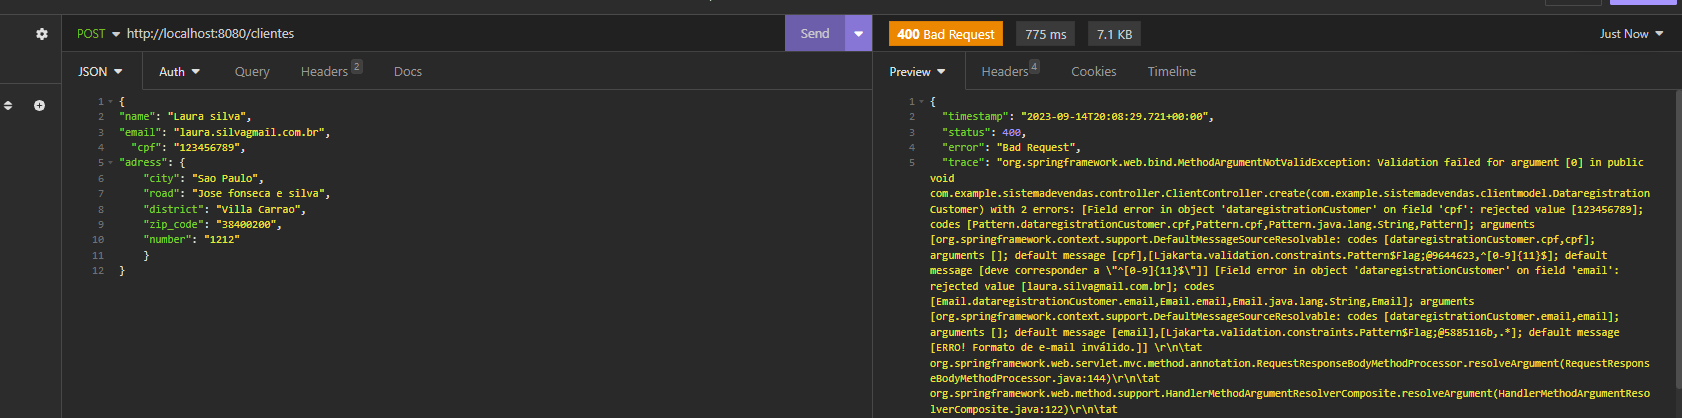 POST http://localhost:8080/clientes
Send
400 Bad Request
775 ms
7.1 KB
Just Now
JSON
Auth
Query
Headers 2
Docs
Preview
Headers 4
Cookies
Timeline
1 {
2 "name": "Laura silva",
3 "email": "laura.silvagmail.com.br",
4 "cpf": "123456789",
5 "adress": {
6 "city": "Sao Paulo",
7 "road": "Jose fonseca e silva",
8 "district": "Villa Carrao",
9 "zip_code": "38400200",
10 "number": "1212"
11 }
12 }
1 {
2 "timestamp": "2023-09-14T20:08:29.721+00:00",
3 "status": 400,
4 "error": "Bad Request",
5 "trace": "org.springframework.web.bind.MethodArgumentNotValidException: Validation failed for argument [0] in public
void
com.example.sistemadevendas.controller.ClientController.create(com.example.sistemadevendas.clientmodel.Dataregistration
Customer) with 2 errors: [Field error in object 'dataregistrationCustomer' on field 'cpf': rejected value [123456789];
codes [Pattern.dataregistrationCustomer.cpf,Pattern.cpf,Pattern.java.lang.String,Pattern]; arguments
[org.springframework.context.support.DefaultMessageSourceResolvable: codes [dataregistrationCustomer.cpf,cpf];
arguments []; default message [cpf],[Ljakarta.validation.constraints.Pattern$Flag;@9644623,^[0-9]{11}$]; default
message [deve corresponder a \"^[0-9]{11}$\"]] [Field error in object 'dataregistrationCustomer' on field 'email':
rejected value [laura.silvagmail.com.br]; codes
[Email.dataregistrationCustomer.email,Email.email,Email.java.lang.String,Email]; arguments
[org.springframework.context.support.DefaultMessageSourceResolvable: codes [dataregistrationCustomer.email,email];
arguments []; default message [email],[Ljakarta.validation.constraints.Pattern$Flag;@5885116b,.*]; default message
[ERRO! Formato de e-mail inválido.]] \r\n\tat
org.springframework.web.servlet.mvc.method.annotation.RequestResponseBodyMethodProcessor.resolveArgument(RequestRespon
seBodyMethodProcessor.java:144)\r\n\tat
org.springframework.web.method.support.HandlerMethodArgumentResolverComposite.resolveArgument(HandlerMethodArgumentReso
lverComposite.java:122)\r\n\tat